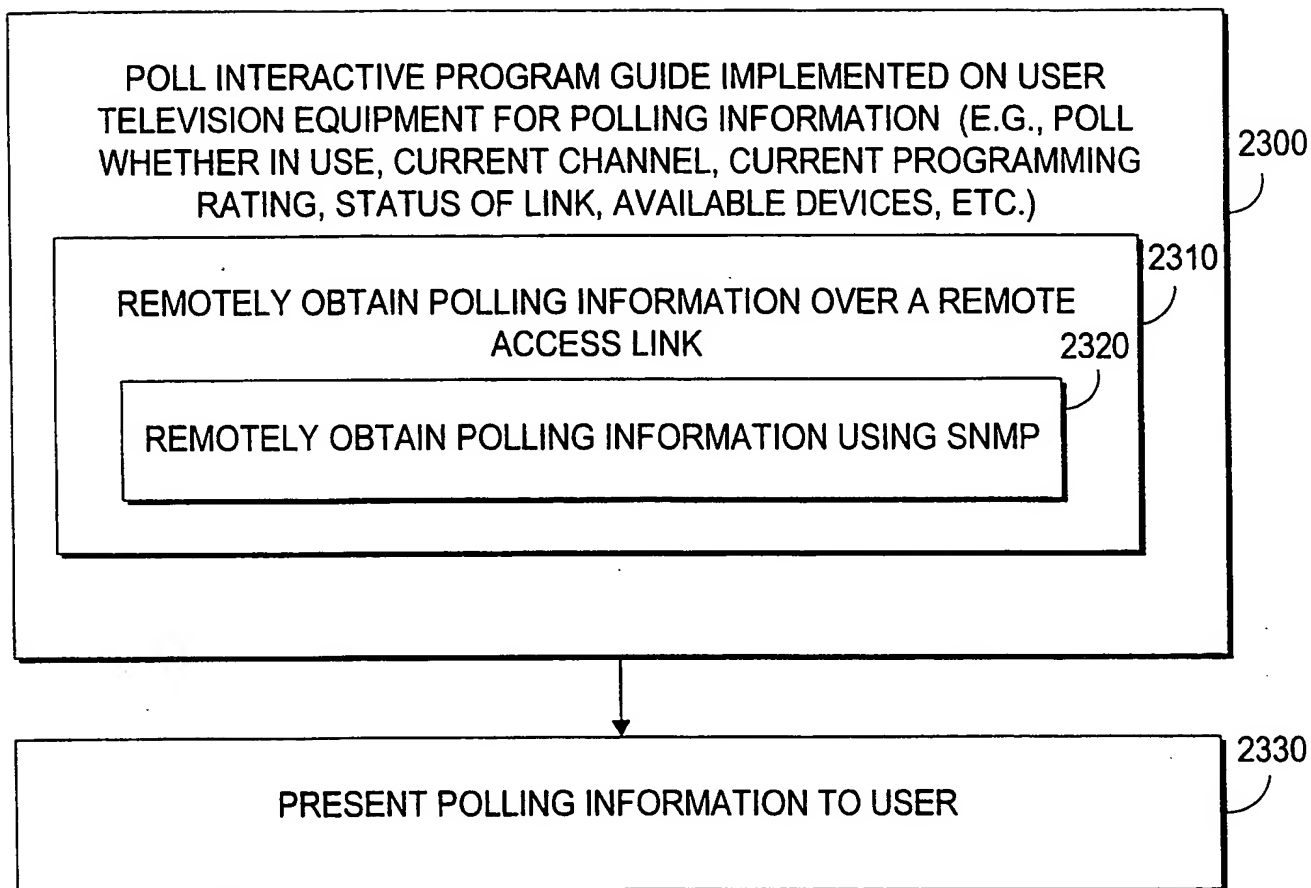 POLL INTERACTIVE PROGRAM GUIDE IMPLEMENTED ON USER
TELEVISION EQUIPMENT FOR POLLING INFORMATION (E.G., POLL
WHETHER IN USE, CURRENT CHANNEL, CURRENT PROGRAMMING
RATING, STATUS OF LINK, AVAILABLE DEVICES, ETC.)
2300
2310
REMOTELY OBTAIN POLLING INFORMATION OVER A REMOTE
ACCESS LINK
2320
REMOTELY OBTAIN POLLING INFORMATION USING SNMP
2330
PRESENT POLLING INFORMATION TO USER